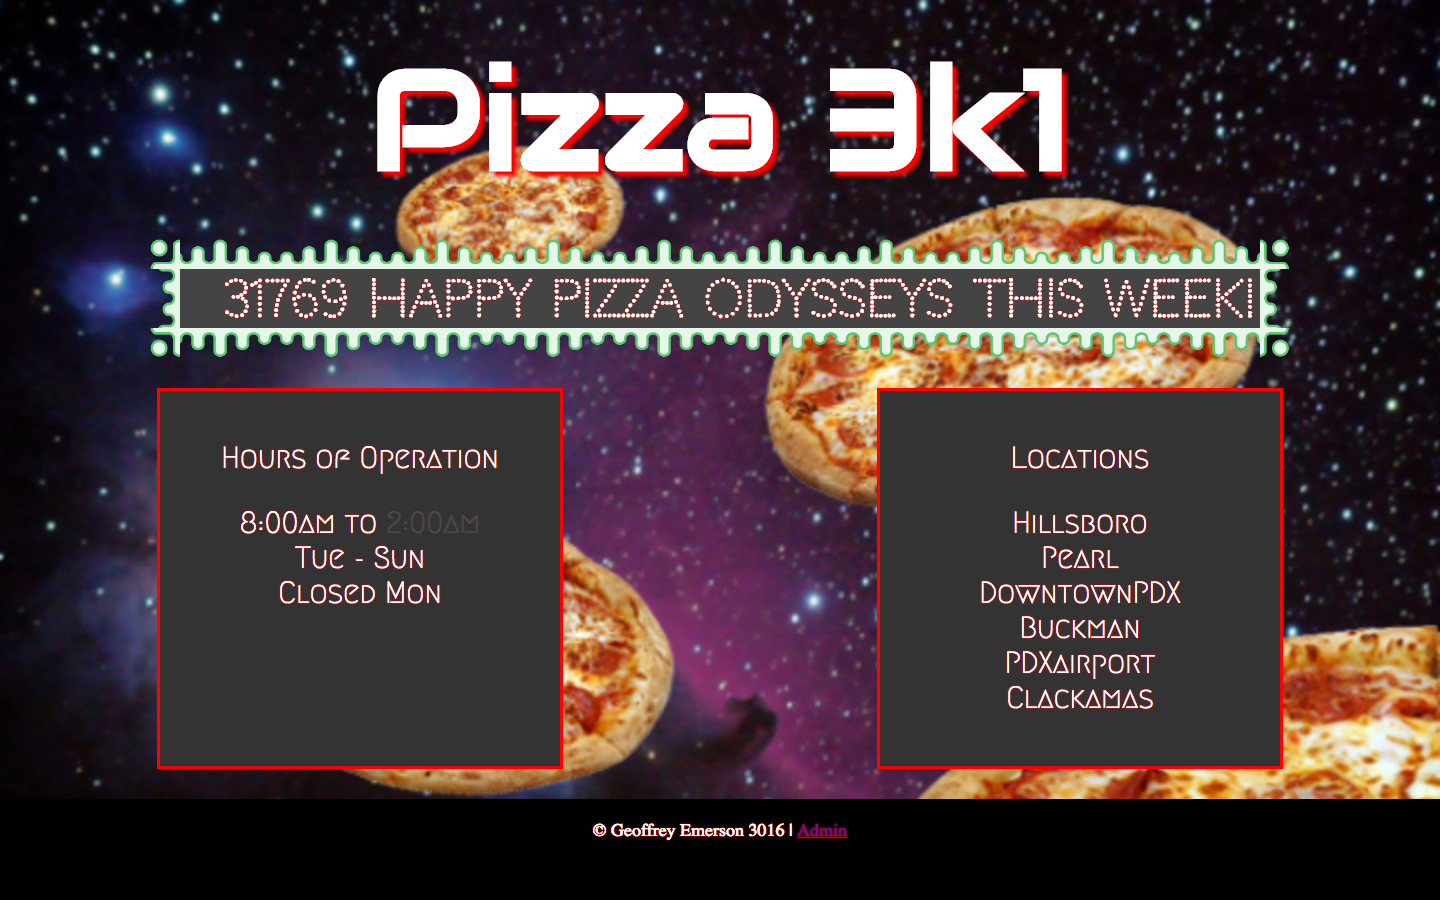 Pizza 3k1
31769 HAPPY PIZZA ODYSSEYS THIS WEEK!
Hours of Operation
8:00am to 2:00am
Tue - Sun
Closed Mon
Locations
Hillsboro
Pearl
DowntownPDX
Buckman
PDXairport
Clackamas
© Geoffrey Emerson 3016 | Admin